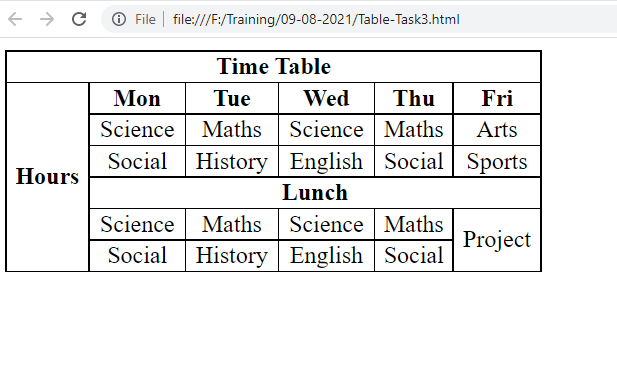 File | file:///F:/Training/09-08-2021/Table-Task3.html
Time Table
Mon Tue Wed Thu Fri
Science Maths Science Maths Arts
Hours
Social History English Social Sports
Lunch
Science Maths Science Maths
Project
Social History English Social